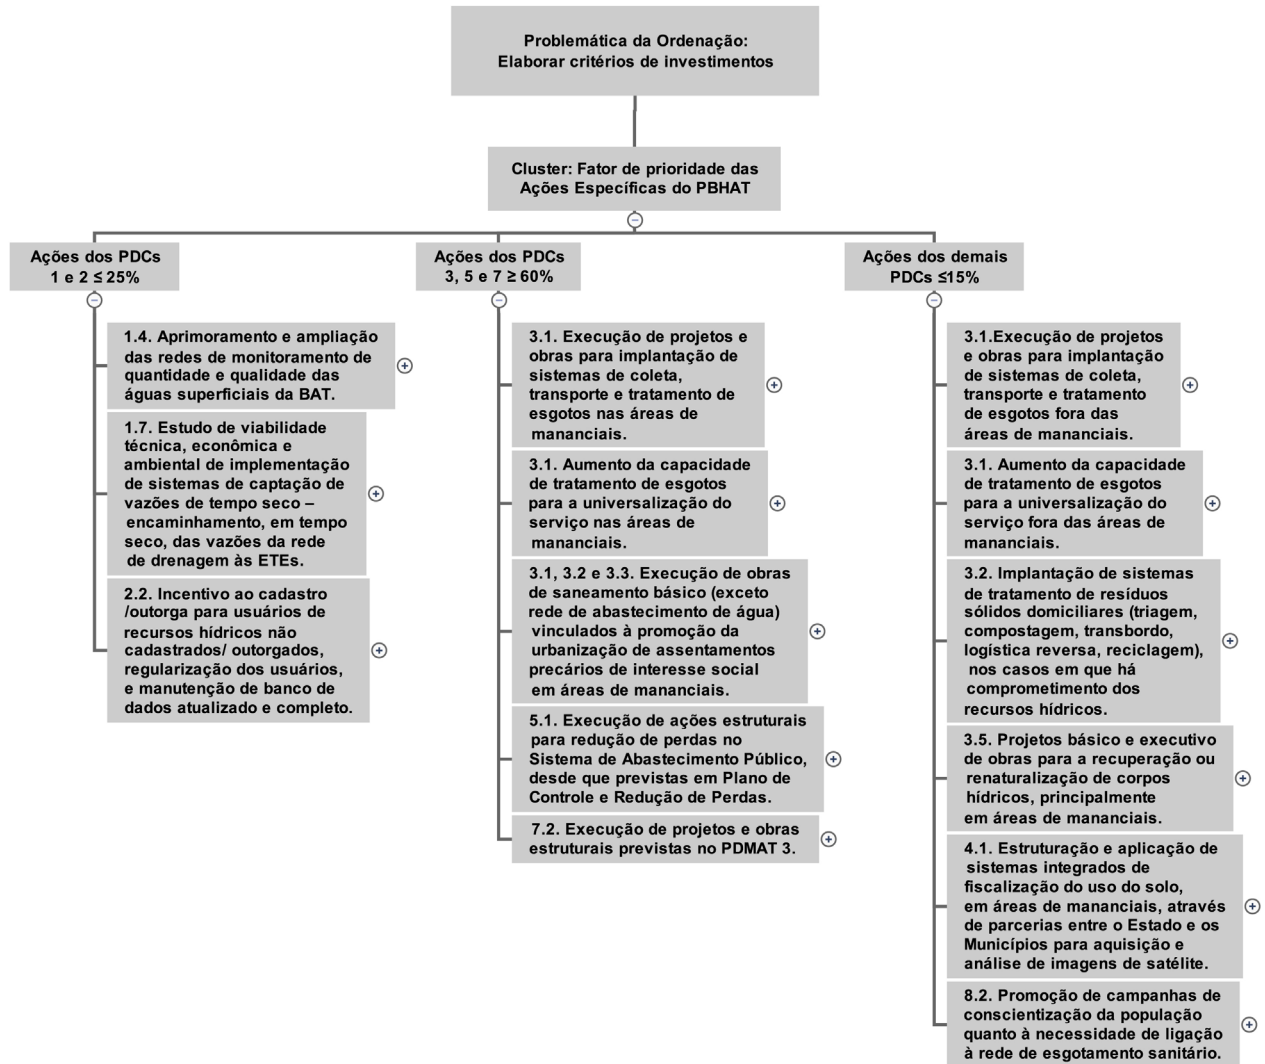 Problemática da Ordenação:
Elaborar critérios de investimentos
Cluster: Fator de prioridade das
Ações Específicas do PBHAT
Ações dos PDCs
1 e 2 ≤ 25%
1.4. Aprimoramento e ampliação
das redes de monitoramento de
quantidade e qualidade das
águas superficiais da BAT.
1.7. Estudo de viabilidade
técnica, econômica e
ambiental de implementação
de sistemas de captação de
vazões de tempo seco –
encaminhamento, em tempo
seco, das vazões da rede
de drenagem às ETEs.
2.2. Incentivo ao cadastro
/outorga para usuários de
recursos hídricos não
cadastrados/ outorgados,
regularização dos usuários,
e manutenção de banco de
dados atualizado e completo.
Ações dos PDCs
3, 5 e 7 ≥ 60%
3.1. Execução de projetos e
obras para implantação de
sistemas de coleta,
transporte e tratamento de
esgotos nas áreas de
mananciais.
3.1. Aumento da capacidade
de tratamento de esgotos
para a universalização do
serviço nas áreas de
mananciais.
3.1, 3.2 e 3.3. Execução de obras
de saneamento básico (exceto
rede de abastecimento de água)
vinculados à promoção da
urbanização de assentamentos
precários de interesse social
em áreas de mananciais.
5.1. Execução de ações estruturais
para redução de perdas no
Sistema de Abastecimento Público,
desde que previstas em Plano de
Controle e Redução de Perdas.
7.2. Execução de projetos e obras
estruturais previstas no PDMAT 3.
Ações dos demais
PDCs ≤15%
3.1.Execução de projetos
e obras para implantação
de sistemas de coleta,
transporte e tratamento
de esgotos fora das
áreas de mananciais.
3.1. Aumento da capacidade
de tratamento de esgotos
para a universalização do
serviço fora das áreas de
mananciais.
3.2. Implantação de sistemas
de tratamento de resíduos
sólidos domiciliares (triagem,
compostagem, transbordo,
logística reversa, reciclagem),
nos casos em que há
comprometimento dos
recursos hídricos.
3.5. Projetos básico e executivo
de obras para a recuperação ou
renaturalização de corpos
hídricos, principalmente
em áreas de mananciais.
4.1. Estruturação e aplicação de
sistemas integrados de
fiscalização do uso do solo,
em áreas de mananciais, através
de parcerias entre o Estado e os
Municípios para aquisição e
análise de imagens de satélite.
8.2. Promoção de campanhas de
conscientização da população
quanto à necessidade de ligação
à rede de esgotamento sanitário.